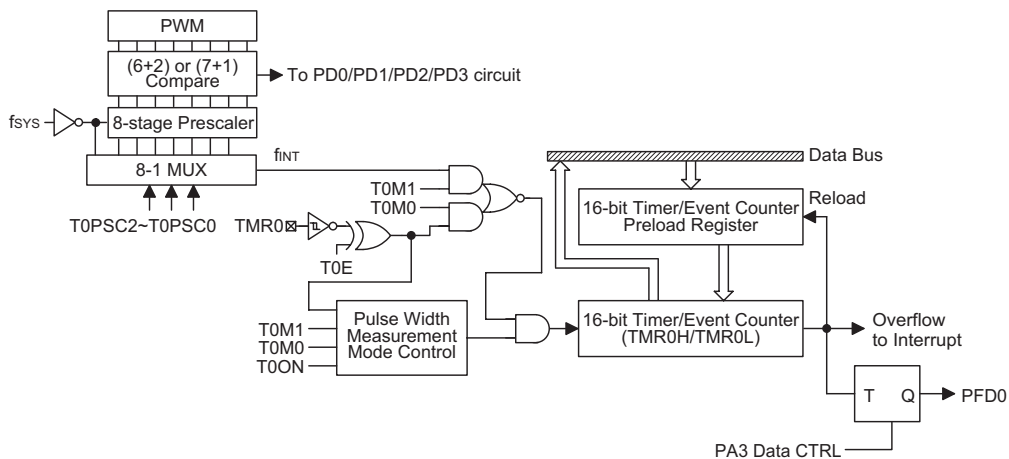 PWM
(6+2) or (7+1)
Compare
To PD0/PD1/PD2/PD3 circuit
fSYS
8-stage Prescaler
8-1 MUX
fINT
T0PSC2~T0PSC0
T0M1
T0M0
TMR0
T0E
Data Bus
16-bit Timer/Event Counter
Preload Register
Reload
T0M1
T0M0
T0ON
Pulse Width
Measurement
Mode Control
16-bit Timer/Event Counter
(TMR0H/TMR0L)
Overflow
to Interrupt
T
Q
PFD0
PA3 Data CTRL